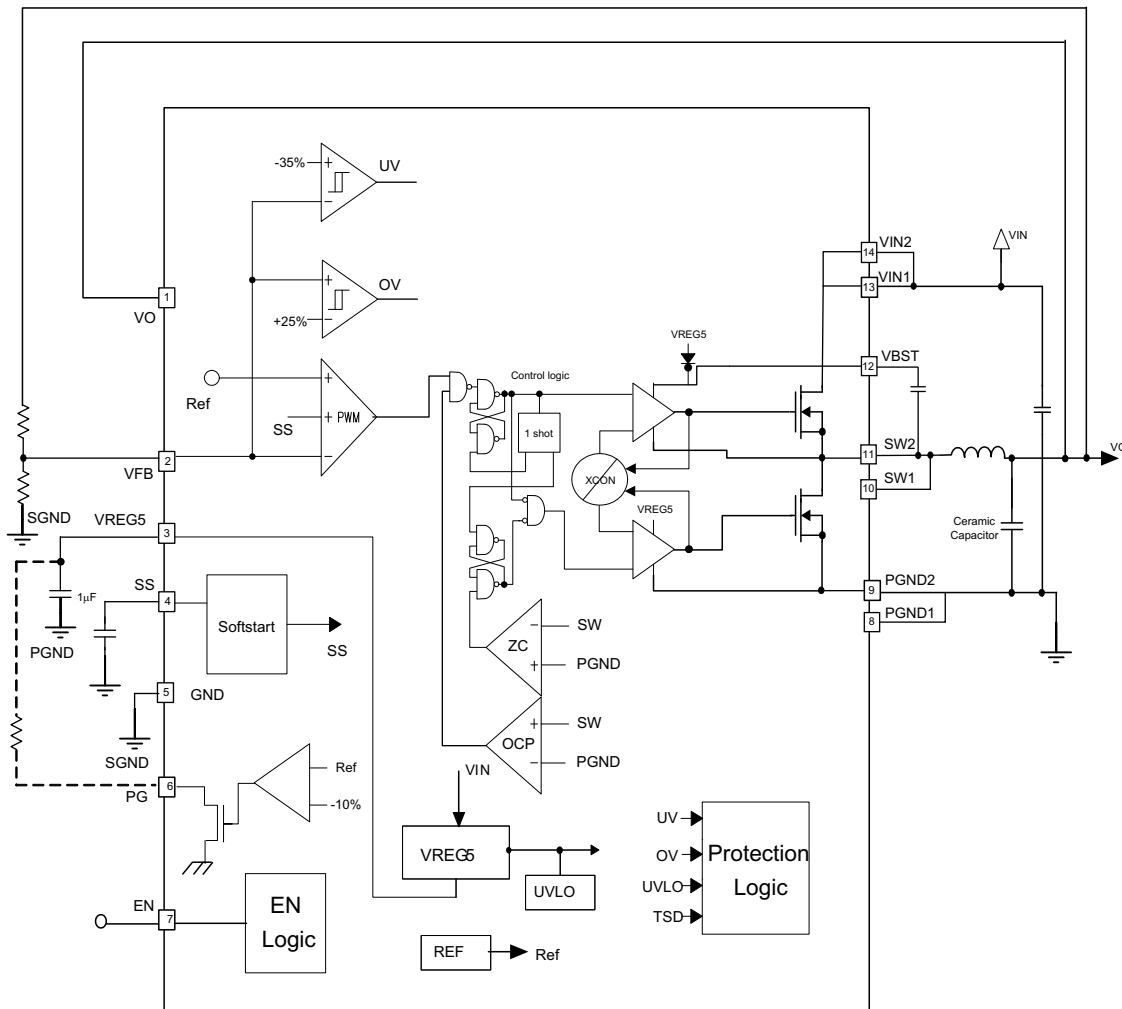 -35%
+
UV
−
VIN2
14
VIN
VIN1
13
+
OV
−
+25%
1
VO
VREG5
VBST
12
Ref
+
Control logic
SS
+ PWM
1 shot
−
2
VFB
SW2
11
VO
XCON
SW1
10
SGND
VREG5
3
VREG5
Ceramic
Capacitor
1µF
SS
4
Softstart
SS
PGND
PGND2
9
PGND1
8
−
SW
ZC
+
PGND
5
GND
SGND
+
SW
OCP
−
PGND
VIN
6
PG
Ref
-10%
VREG5
UVLO
UV
OV
UVLO
TSD
Protection
Logic
EN
7
EN
Logic
REF
Ref